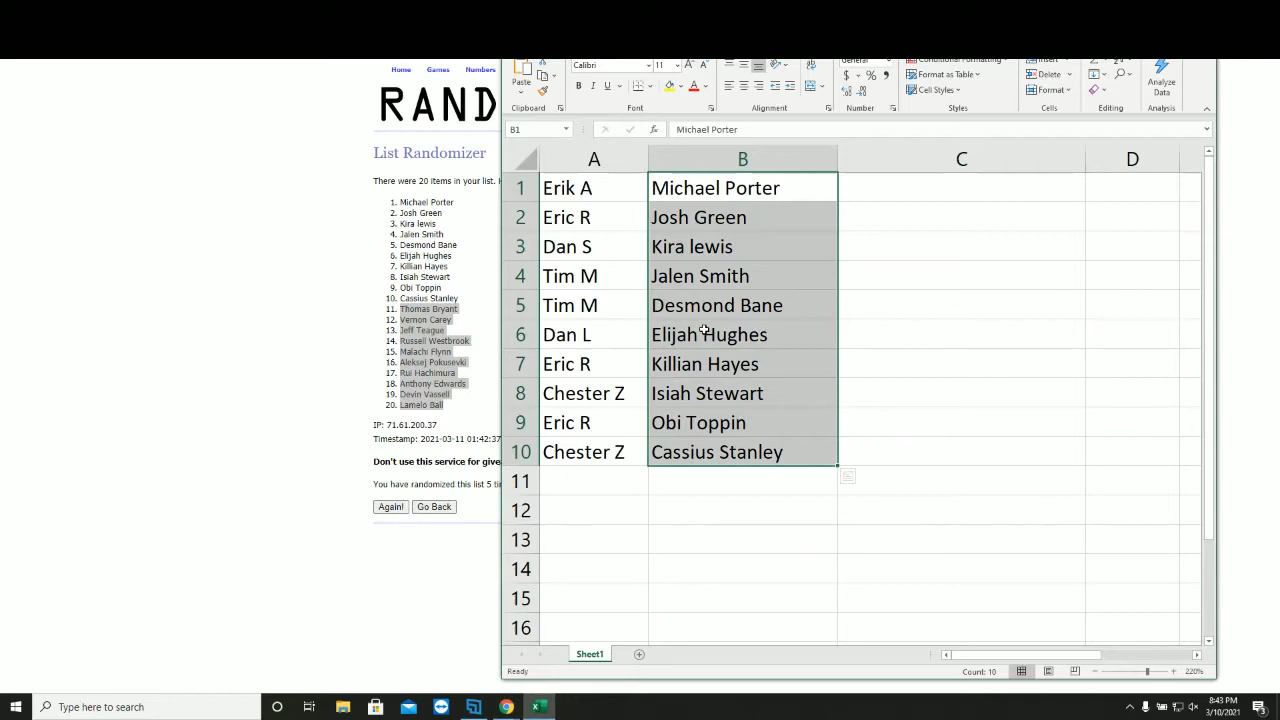 Home Games Numbers
RAND
List Randomizer
There were 20 items in your list. H
1. Michael Porter
2. Josh Green
3. Kira lewis
4. Jalen Smith
5. Desmond Bane
6. Elijah Hughes
7. Killian Hayes
8. Isiah Stewart
9. Obi Toppin
10. Cassius Stanley
11. Thomas Bryant
12. Vernon Carey
13. Jeff Teague
14. Russell Westbrook
15. Malachi Flynn
16. Aleksej Pokusevki
17. Rui Hachimura
18. Anthony Edwards
19. Devin Vassell
20. Lamelo Ball
IP: 71.61.200.37
Timestamp: 2021-03-11 01:42:37
Don't use this service for give
You have randomized this list 5 ti
Again! Go Back
Paste
Calibri 11
B I U
Clipboard Font Alignment Number Styles Cells Editing Analysis
General
$ % ,
Conditional Formatting
Format as Table
Cell Styles
Insert
Delete
Format
Analyze
Data
B1 fx Michael Porter
A B C D
1 Erik A Michael Porter
2 Eric R Josh Green
3 Dan S Kira lewis
4 Tim M Jalen Smith
5 Tim M Desmond Bane
6 Dan L Elijah Hughes
7 Eric R Killian Hayes
8 Chester Z Isiah Stewart
9 Eric R Obi Toppin
10 Chester Z Cassius Stanley
11
12
13
14
15
16
Sheet1
Ready Count: 10 220%
Type here to search
8:43 PM
3/10/2021
3